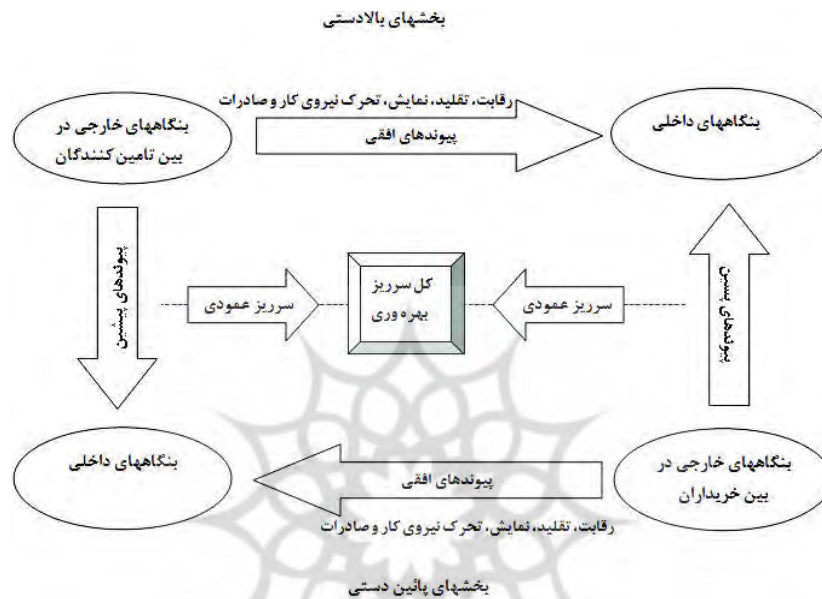 بخشهای بالادستی
رقابت، تقلید، نمایش، تحرک نیروی کار و صادرات
بنگاههای داخلی
پیوندهای افقی
بنگاههای خارجی در
بین تامین کنندگان
پیوندهای پسین
سرریز عمودی
کل سرریز
بهره وری
سرریز عمودی
پیوندهای پیشین
بنگاههای خارجی در
بین خریداران
پیوندهای افقی
بنگاههای داخلی
رقابت، تقلید، نمایش، تحرک نیروی کار و صادرات
بخشهای پائین دستی